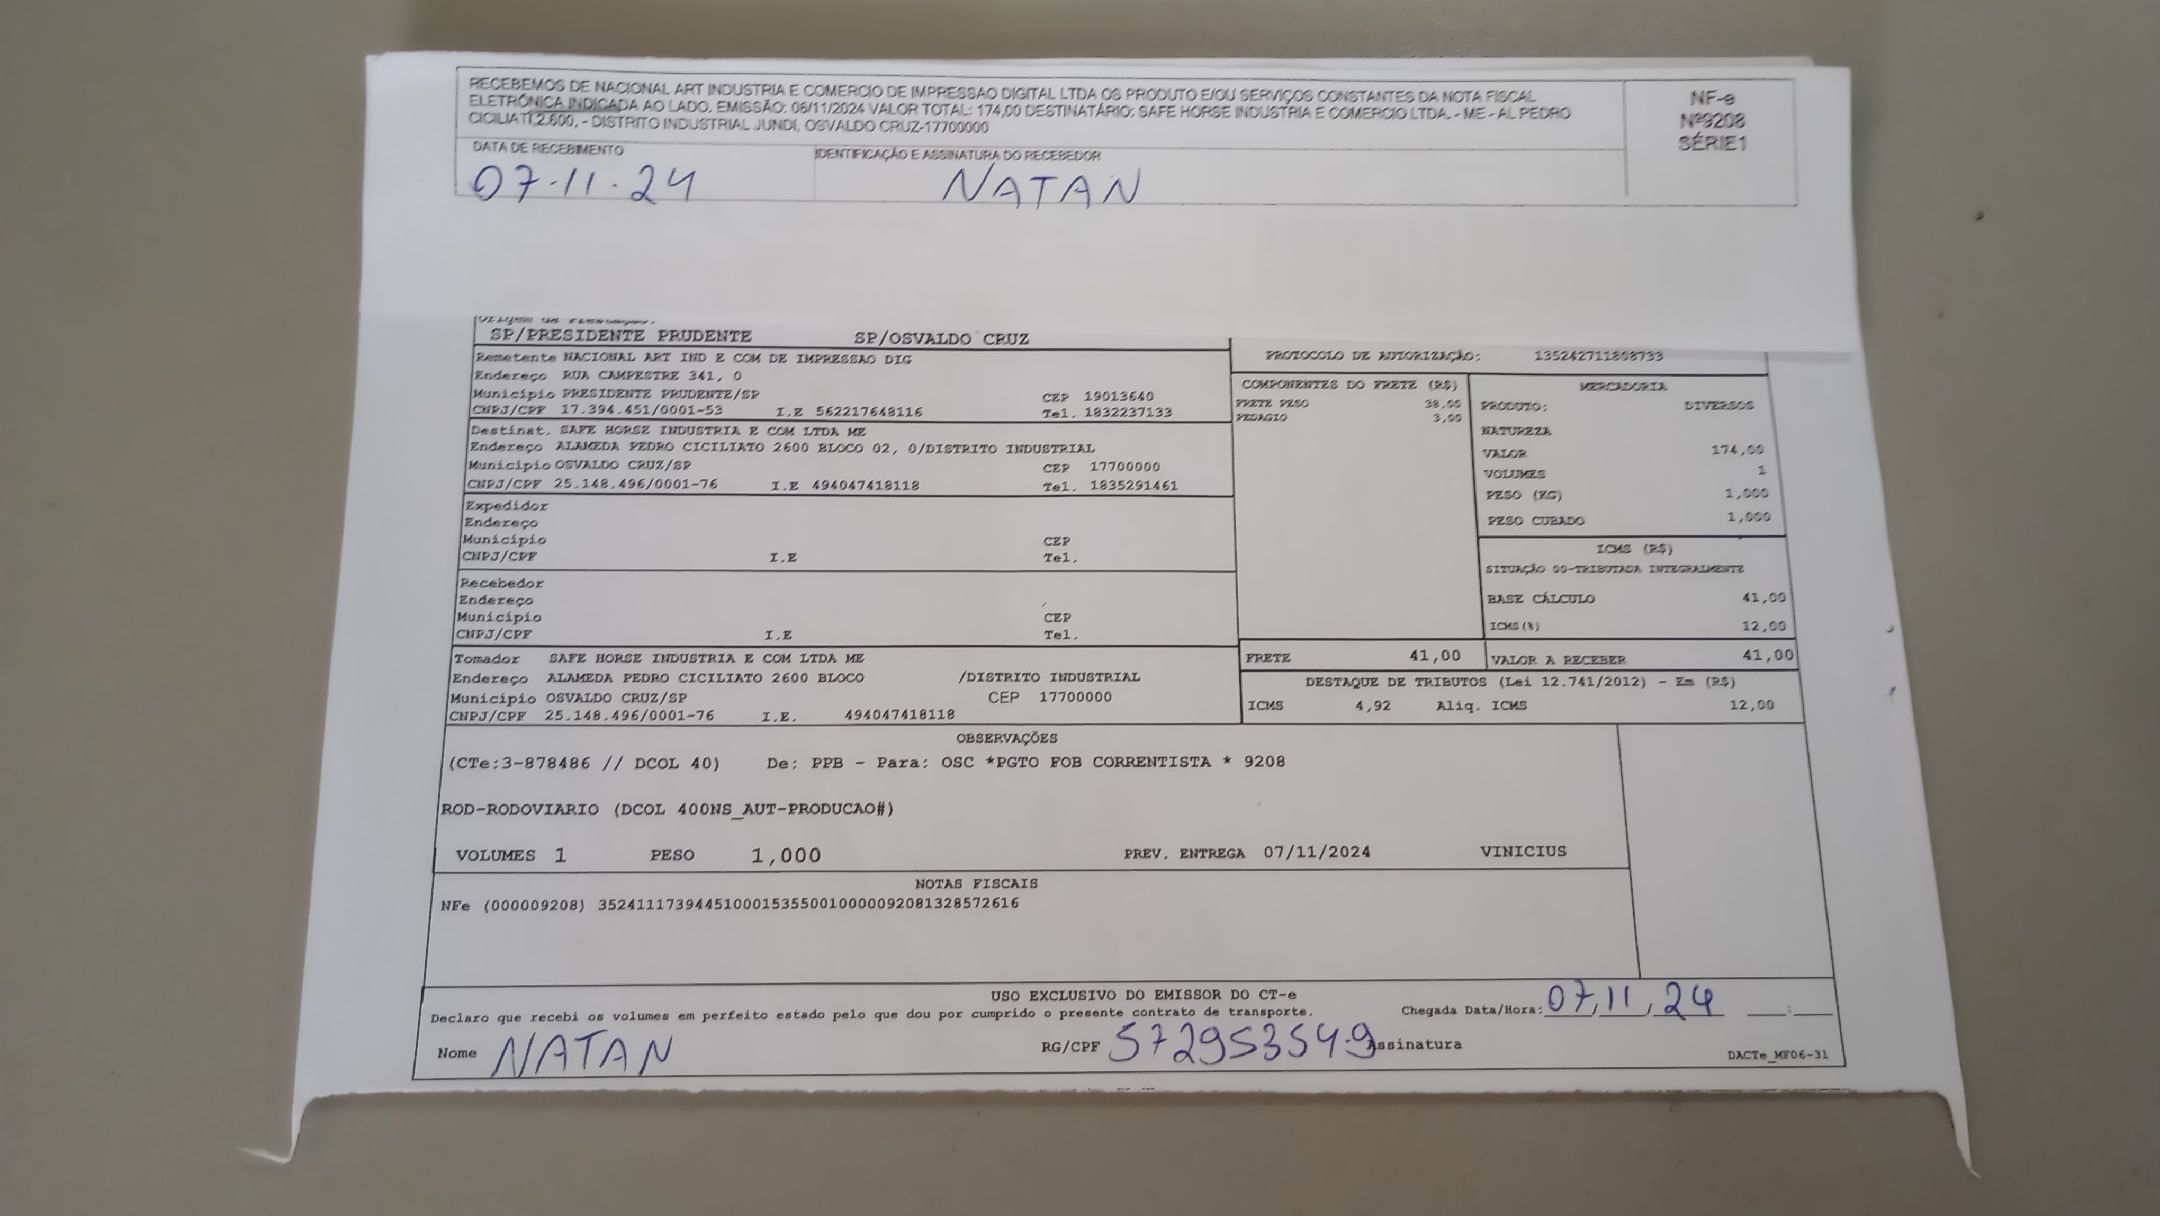 RECEBEMOS DE NACIONAL ART INDUSTRIA E COMERCIO DE IMPRESSAO DIGITAL LTDA OS PRODUTO E/OU SERVIÇOS CONSTANTES DA NOTA FISCAL
ELETRÔNICA INDICADA AO LADO. EMISSÃO: 06/11/2024 VALOR TOTAL: 174,00 DESTINATÁRIO: SAFE HORSE INDUSTRIA E COMERCIO LTDA. - ME - AL PEDRO
CICILIATI,2.600, - DISTRITO INDUSTRIAL JUNDI, OSVALDO CRUZ-17700000
NF-e
Nº9208
SÉRIE1
DATA DE RECEBIMENTO IDENTIFICAÇÃO E ASSINATURA DO RECEBEDOR
07.11.24 NATAN
SP/PRESIDENTE PRUDENTE SP/OSVALDO CRUZ
Remetente NACIONAL ART IND E COM DE IMPRESSAO DIG
Endereço RUA CAMPESTRE 341, 0
Município PRESIDENTE PRUDENTE/SP CEP 19013640
CNPJ/CPF 17.394.451/0001-53 I.E 562217648116 Tel. 1832237133
Destinat. SAFE HORSE INDUSTRIA E COM LTDA ME
Endereço ALAMEDA PEDRO CICILIATO 2600 BLOCO 02, 0/DISTRITO INDUSTRIAL
Município OSVALDO CRUZ/SP CEP 17700000
CNPJ/CPF 25.148.496/0001-76 I.E 494047418118 Tel. 1835291461
Expedidor
Endereço
Município CEP
CNPJ/CPF I.E Tel.
Recebedor
Endereço
Município CEP
CNPJ/CPF I.E Tel.
Tomador SAFE HORSE INDUSTRIA E COM LTDA ME
Endereço ALAMEDA PEDRO CICILIATO 2600 BLOCO /DISTRITO INDUSTRIAL
Município OSVALDO CRUZ/SP CEP 17700000
CNPJ/CPF 25.148.496/0001-76 I.E. 494047418118
PROTOCOLO DE AUTORIZAÇÃO: 135242711808733
COMPONENTES DO FRETE (R$)
FRETE PESO 38,00
PEDAGIO 3,00
MERCADORIA
PRODUTO: DIVERSOS
NATUREZA
VALOR 174,00
VOLUMES 1
PESO (KG) 1,000
PESO CUBADO 1,000
ICMS (R$)
SITUAÇÃO 00-TRIBUTADA INTEGRALMENTE
BASE CÁLCULO 41,00
ICMS(%) 12,00
FRETE 41,00 VALOR A RECEBER 41,00
DESTAQUE DE TRIBUTOS (Lei 12.741/2012) - Em (R$)
ICMS 4,92 Aliq. ICMS 12,00
OBSERVAÇÕES
(CTe:3-878486 // DCOL 40) De: PPB - Para: OSC *PGTO FOB CORRENTISTA * 9208
ROD-RODOVIARIO (DCOL 400NS_AUT-PRODUCAO#)
VOLUMES 1 PESO 1,000 PREV. ENTREGA 07/11/2024 VINICIUS
NOTAS FISCAIS
NFe (000009208) 35241117394451000153550010000092081328572616
USO EXCLUSIVO DO EMISSOR DO CT-e
Declaro que recebi os volumes em perfeito estado pelo que dou por cumprido o presente contrato de transporte. Chegada Data/Hora: 07/11/24 __:__
Nome NATAN RG/CPF 57295354-9 Assinatura
DACTe_MF06-31